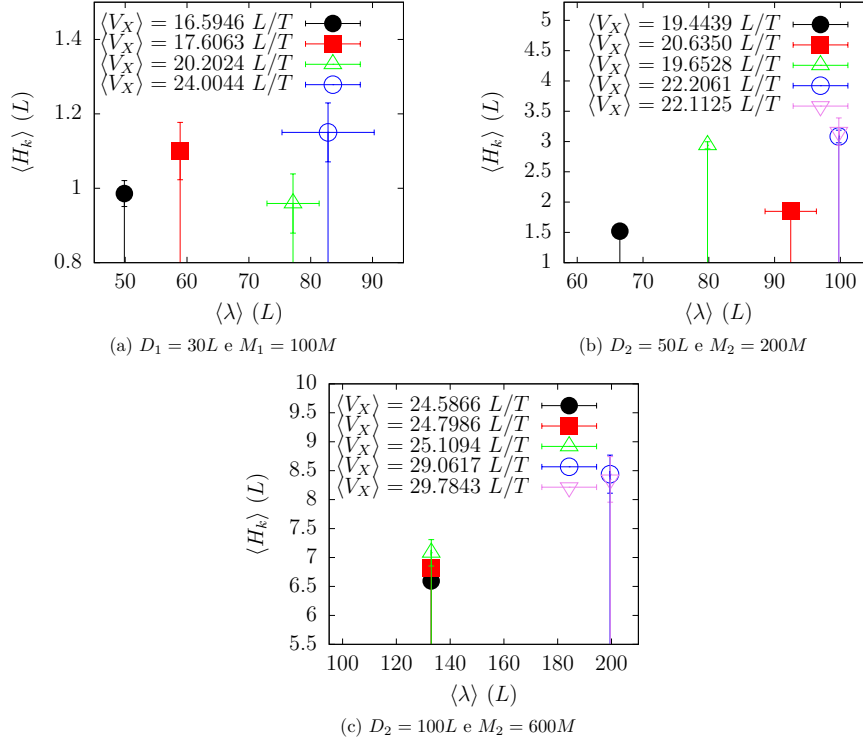 ⟨V_X⟩ = 16.5946 L/T
⟨V_X⟩ = 17.6063 L/T
⟨V_X⟩ = 20.2024 L/T
⟨V_X⟩ = 24.0044 L/T
⟨H_k⟩ (L)
1.4
1.2
1
0.8
50 60 70 80 90
⟨λ⟩ (L)
(a) D_1 = 30L e M_1 = 100M
⟨V_X⟩ = 19.4439 L/T
⟨V_X⟩ = 20.6350 L/T
⟨V_X⟩ = 19.6528 L/T
⟨V_X⟩ = 22.2061 L/T
⟨V_X⟩ = 22.1125 L/T
⟨H_k⟩ (L)
5
4.5
4
3.5
3
2.5
2
1.5
1
60 70 80 90 100
⟨λ⟩ (L)
(b) D_2 = 50L e M_2 = 200M
⟨V_X⟩ = 24.5866 L/T
⟨V_X⟩ = 24.7986 L/T
⟨V_X⟩ = 25.1094 L/T
⟨V_X⟩ = 29.0617 L/T
⟨V_X⟩ = 29.7843 L/T
⟨H_k⟩ (L)
10
9.5
9
8.5
8
7.5
7
6.5
6
5.5
100 120 140 160 180 200
⟨λ⟩ (L)
(c) D_2 = 100L e M_2 = 600M